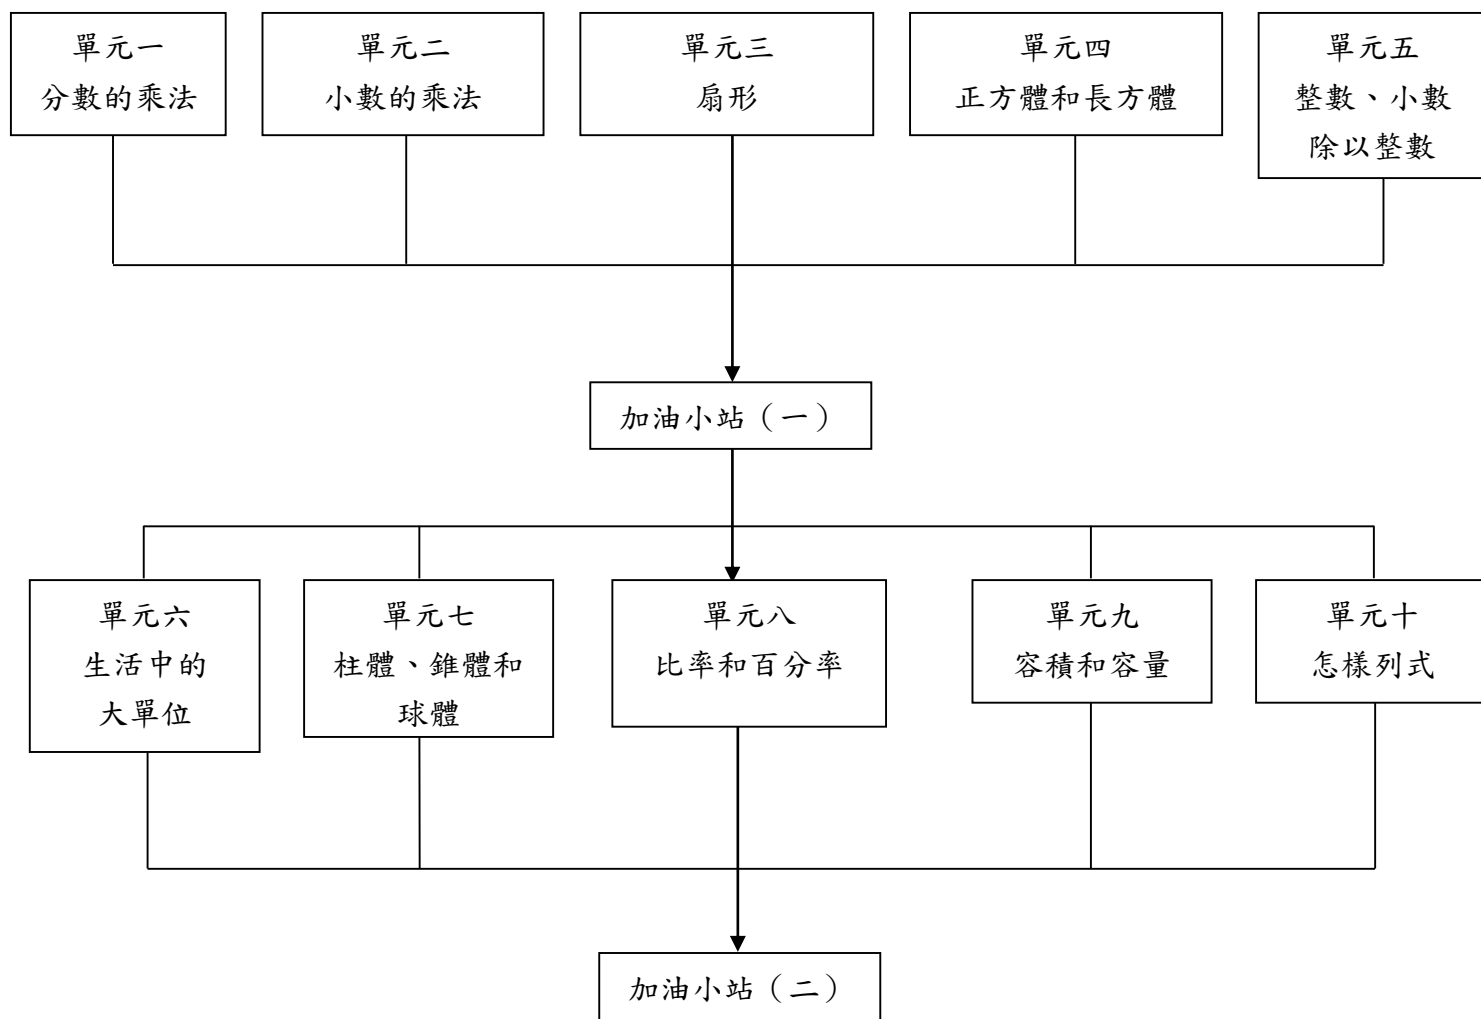 單元一
分數的乘法
單元二
小數的乘法
單元三
扇形
單元四
正方體和長方體
單元五
整數、小數
除以整數
加油小站（一）
單元六
生活中的
大單位
單元七
柱體、錐體和
球體
單元八
比率和百分率
單元九
容積和容量
單元十
怎樣列式
加油小站（二）